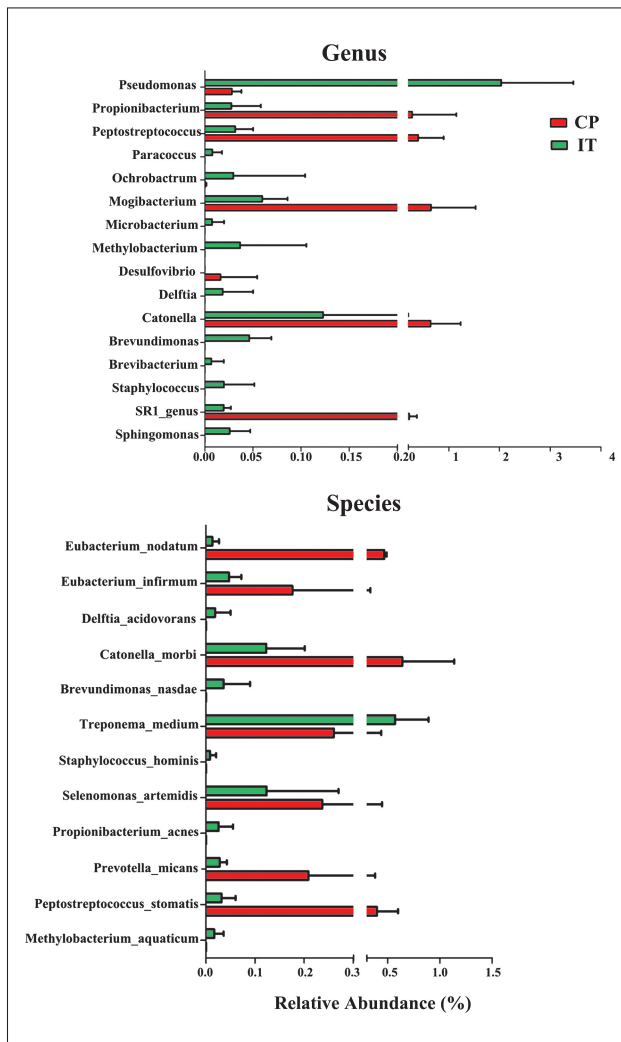 Genus
Pseudomonas
Propionibacterium
Peptostreptococcus
Paracoccus
Ochrobactrum
Mogibacterium
Microbacterium
Methylobacterium
Desulfovibrio
Delftia
Catonella
Brevundimonas
Brevibacterium
Staphylococcus
SR1_genus
Sphingomonas
CP
IT
0.00 0.05 0.10 0.15 0.20 1 2 3 4
Species
Eubacterium_nodatum
Eubacterium_infirmum
Delftia_acidovorans
Catonella_morbi
Brevundimonas_nasdae
Treponema_medium
Staphylococcus_hominis
Selenomonas_artemidis
Propionibacterium_acnes
Prevotella_micans
Peptostreptococcus_stomatis
Methylobacterium_aquaticum
0.0 0.1 0.2 0.3 0.5 1.0 1.5
Relative Abundance (%)